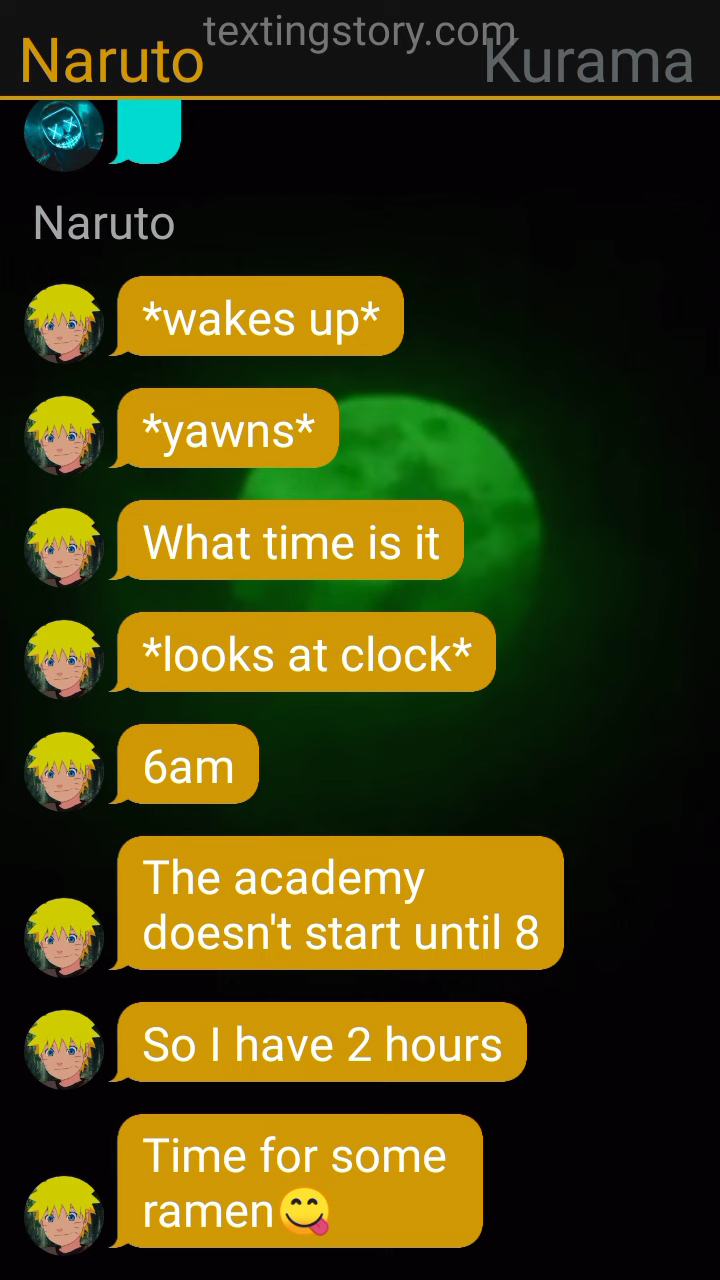 textingstory.com
Naruto
Kurama
Naruto
*wakes up*
*yawns*
What time is it
*looks at clock*
6am
The academy
doesn't start until 8
So I have 2 hours
Time for some
ramen😋